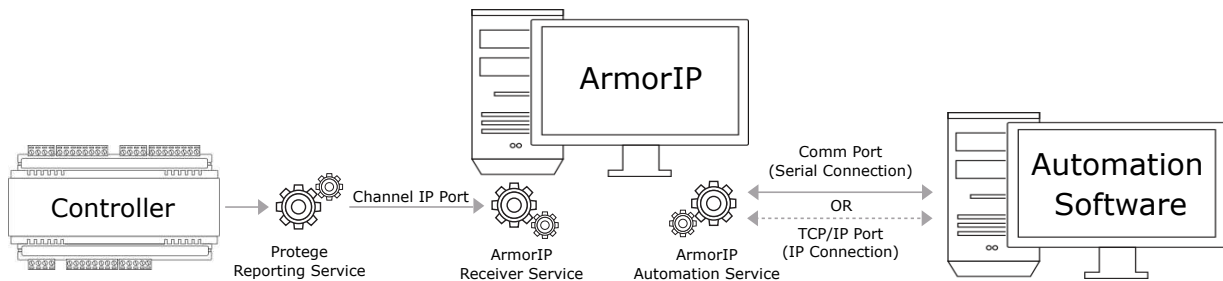 ArmorIP
Controller
Protege
Reporting Service
Channel IP Port
ArmorIP
Receiver Service
ArmorIP
Automation Service
Comm Port
(Serial Connection)
OR
TCP/IP Port
(IP Connection)
Automation
Software